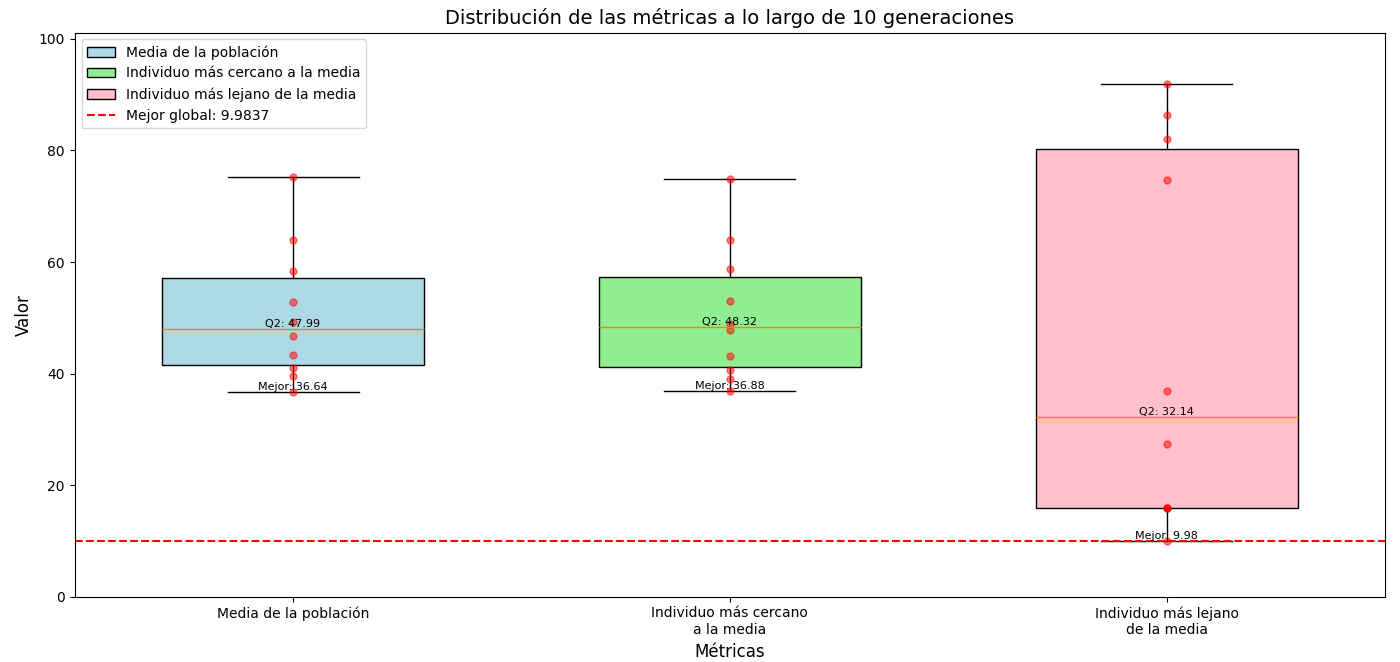 Distribución de las métricas a lo largo de 10 generaciones
Media de la población
Individuo más cercano a la media
Individuo más lejano de la media
Mejor global: 9.9837
Valor
100
80
60
40
20
0
Q2: 47.99
Mejor: 36.64
Q2: 48.32
Mejor: 36.88
Q2: 32.14
Mejor: 9.98
Media de la población
Individuo más cercano
a la media
Individuo más lejano
de la media
Métricas